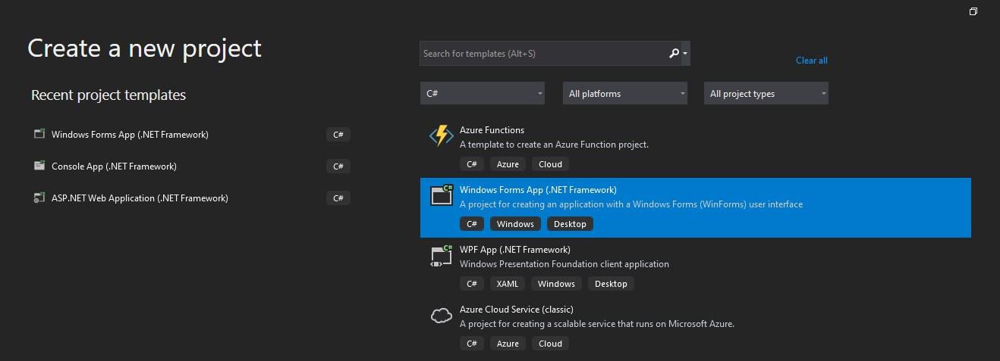 Create a new project
Recent project templates
Windows Forms App (.NET Framework) C#
Console App (.NET Framework) C#
ASP.NET Web Application (.NET Framework) C#
Search for templates (Alt+S)
Clear all
C# All platforms All project types
Azure Functions
A template to create an Azure Function project.
C# Azure Cloud
Windows Forms App (.NET Framework)
A project for creating an application with a Windows Forms (WinForms) user interface
C# Windows Desktop
WPF App (.NET Framework)
Windows Presentation Foundation client application
C# XAML Windows Desktop
Azure Cloud Service (classic)
A project for creating a scalable service that runs on Microsoft Azure.
C# Azure Cloud